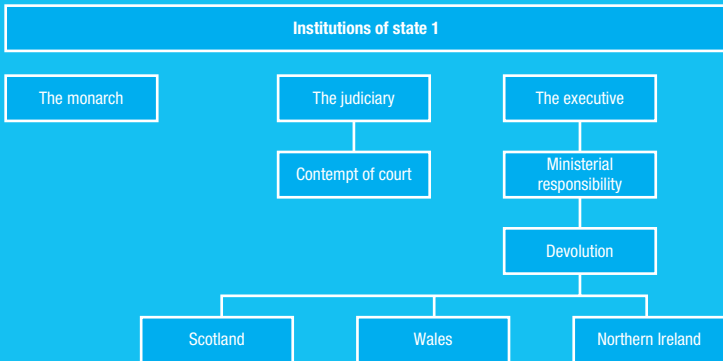 Institutions of state 1
The monarch
The judiciary
The executive
Contempt of court
Ministerial
responsibility
Devolution
Scotland
Wales
Northern Ireland